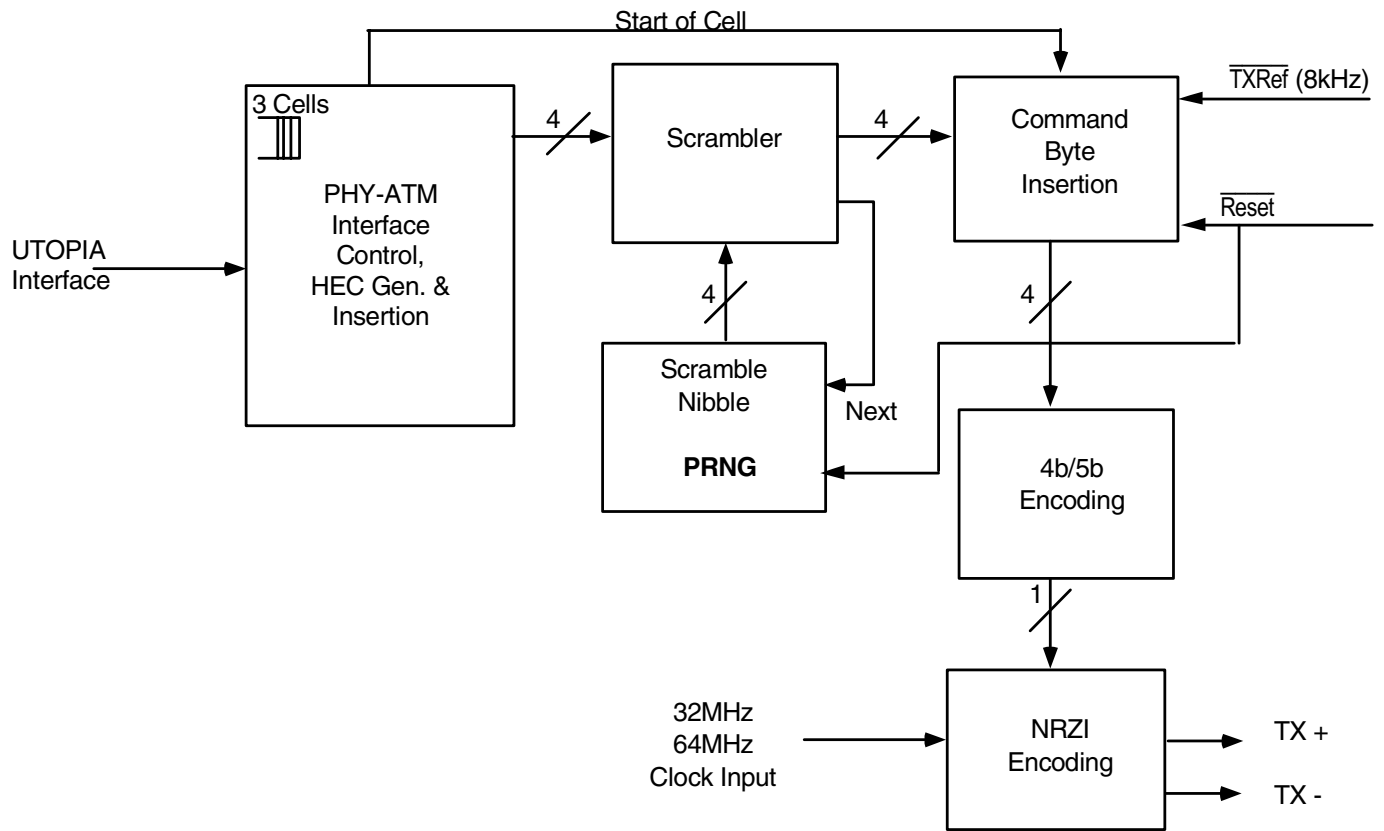 Start of Cell
3 Cells
PHY-ATM
Interface
Control,
HEC Gen. &
Insertion
UTOPIA
Interface
4
Scrambler
4
Command
Byte
Insertion
TXRef (8kHz)
Reset
4
Scramble
Nibble
PRNG
Next
4
4b/5b
Encoding
1
32MHz
64MHz
Clock Input
NRZI
Encoding
TX +
TX -